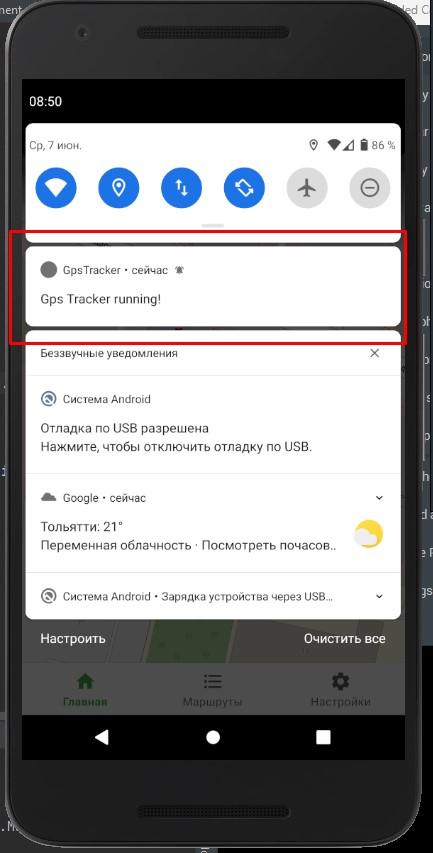 08:50
Ср, 7 июн.
86 %
GpsTracker • сейчас
Gps Tracker running!
Беззвучные уведомления
Система Android
Отладка по USB разрешена
Нажмите, чтобы отключить отладку по USB.
Google • сейчас
Тольятти: 21°
Переменная облачность · Посмотреть почасов..
Система Android • Зарядка устройства через USB...
Настроить
Очистить все
Главная
Маршруты
Настройки